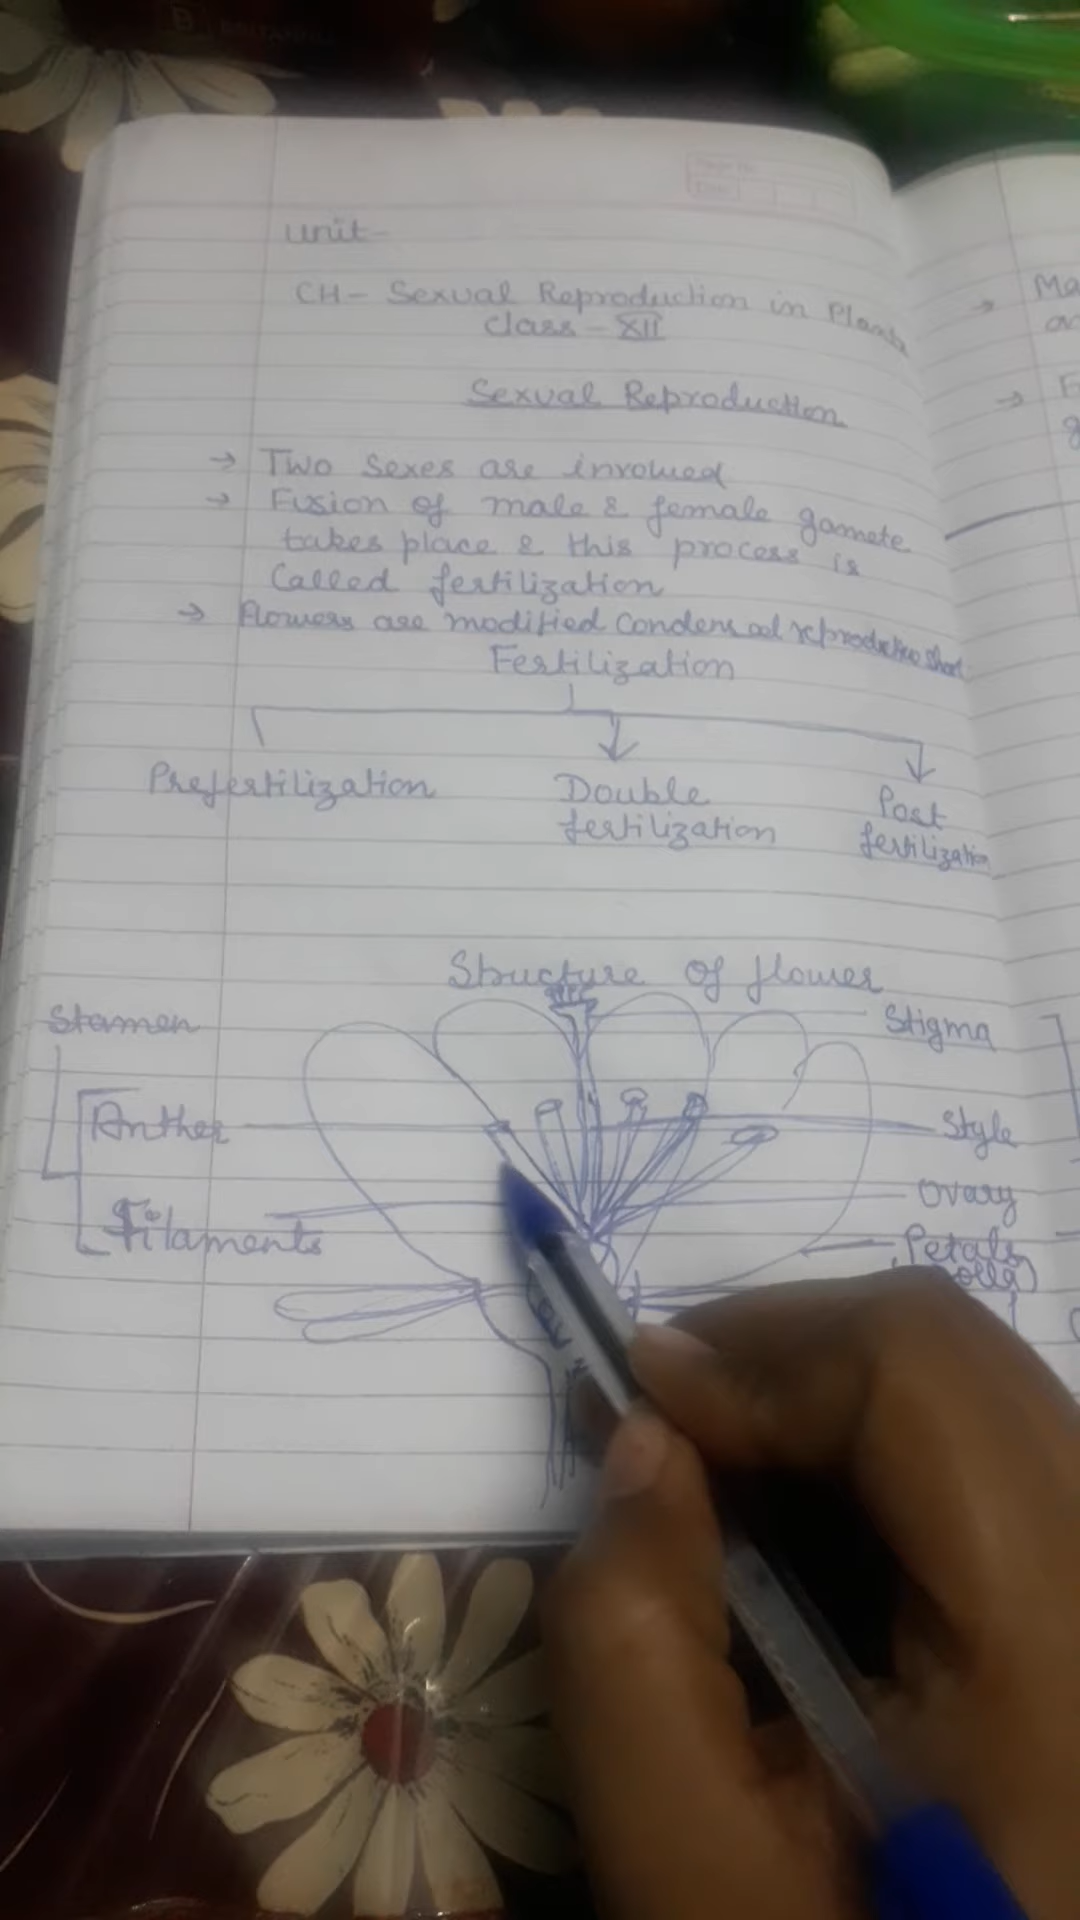 unit-
CH- Sexual Reproduction in Plants
Class - XII
Sexual Reproduction
→ Two sexes are involved
→ Fusion of male & female gamete
takes place & this process is
Called fertilization
→ Flowers are modified Condensed reproductive shoot
Fertilization
Prefertilization
Double
fertilization
Post
fertilization
Structure of flower
Stamen
Stigma
Anther
Style
Ovary
Filaments
Petals
→ Ma
→ F